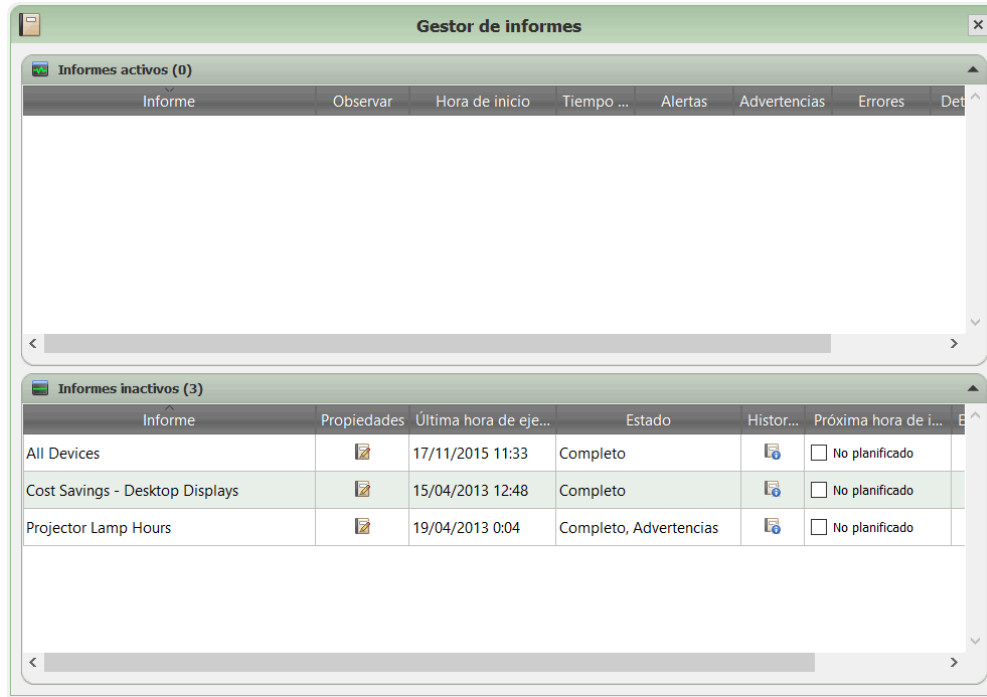 Gestor de informes
Informes activos (0)
Informe Observar Hora de inicio Tiempo ... Alertas Advertencias Errores Det
Informes inactivos (3)
Informe Propiedades Última hora de eje... Estado Histor... Próxima hora de i... E
All Devices 17/11/2015 11:33 Completo No planificado
Cost Savings - Desktop Displays 15/04/2013 12:48 Completo No planificado
Projector Lamp Hours 19/04/2013 0:04 Completo, Advertencias No planificado